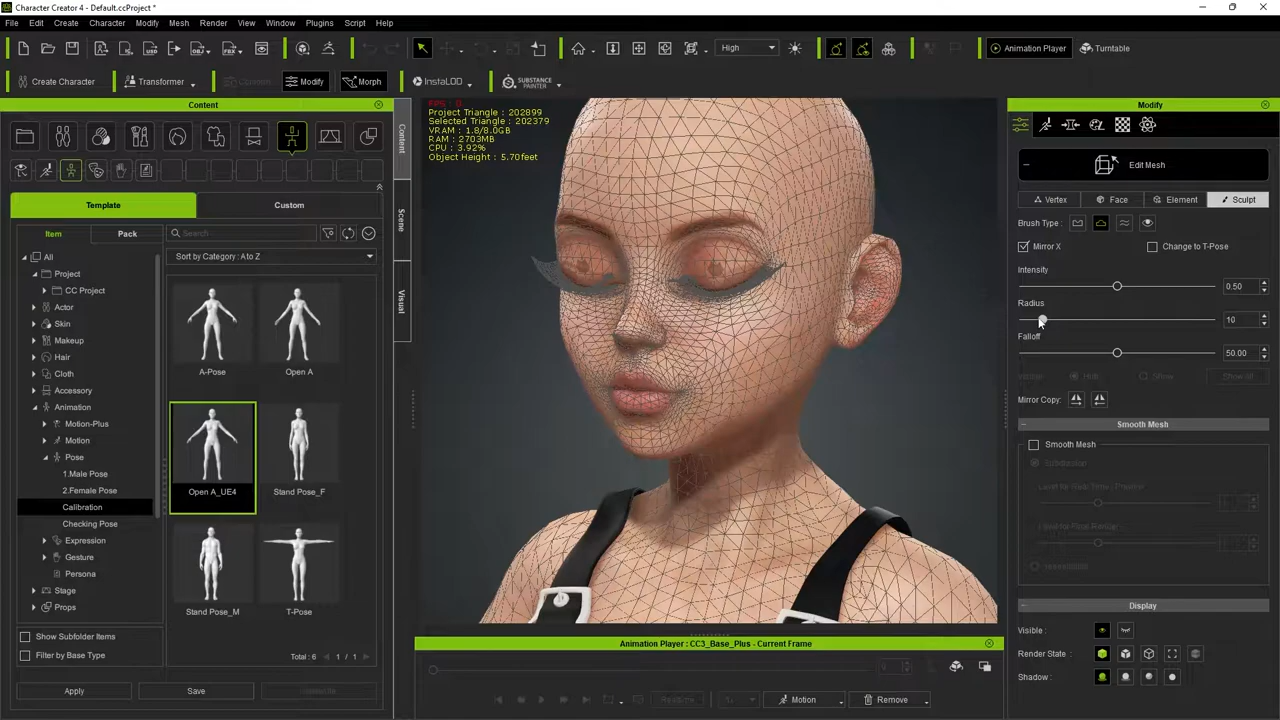 Character Creator 4 - Default.ccProject *
File Edit Create Character Modify Mesh Render View Window Plugins Script Help
High
Animation Player
Turntable
Create Character
Transformer
Modify
Morph
InstaLOD
SUBSTANCE
PAINTER
Content
Template
Custom
Item
Pack
Search
Sort by Category : A to Z
All
Project
CC Project
Actor
Skin
Makeup
Hair
Cloth
Accessory
Animation
Motion-Plus
Motion
Pose
1.Male Pose
2.Female Pose
Calibration
Checking Pose
Expression
Gesture
Persona
Stage
Props
A-Pose
Open A
Open A_UE4
Stand Pose_F
Stand Pose_M
T-Pose
Show Subfolder Items
Filter by Base Type
Total : 6
1 / 1
Apply
Save
Content
Scene
Visual
FPS : 0
Project Triangle : 202899
Selected Triangle : 202379
VRAM : 1.8/8.0GB
RAM : 2703MB
CPU : 3.92%
Object Height : 5.70feet
Animation Player : CC3_Base_Plus - Current Frame
Motion
Remove
Modify
Edit Mesh
Vertex
Face
Element
Sculpt
Brush Type :
Mirror X
Change to T-Pose
Intensity
0.50
Radius
10
Falloff
50.00
Show All
Mirror Copy:
Smooth Mesh
Smooth Mesh
Subdivision
Display
Visible :
Render State :
Shadow :